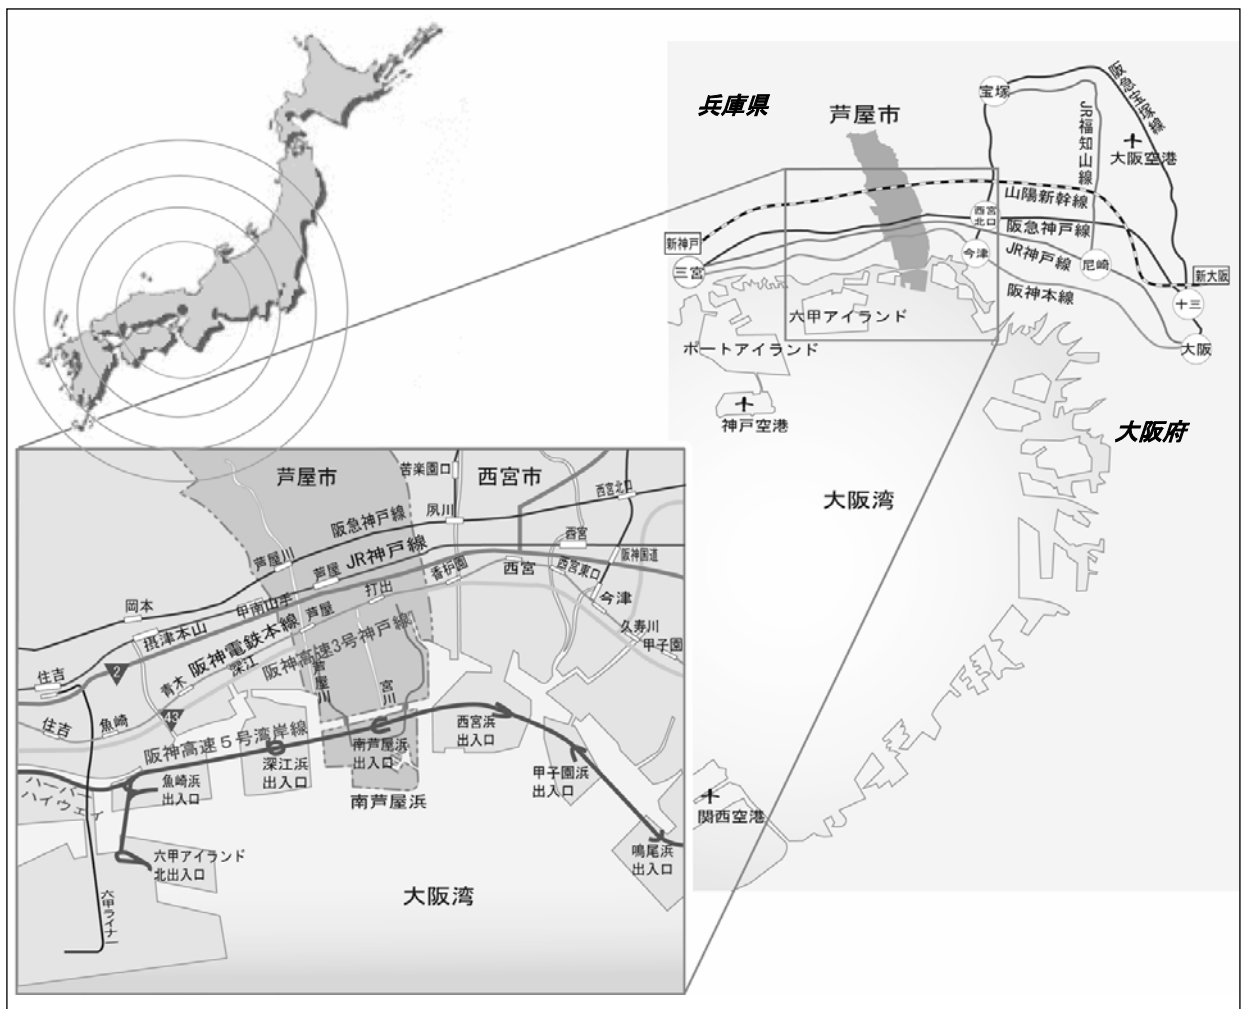 兵庫県
芦屋市
宝塚
阪急宝塚線
JR福知山線
大阪空港
山陽新幹線
西宮
北口
阪急神戸線
新神戸
三宮
今津
JR神戸線
尼崎
新大阪
阪神本線
十三
大阪
六甲アイランド
ポートアイランド
神戸空港
大阪府
大阪湾
関西空港
芦屋市
苦楽園口
西宮市
西宮北口
阪急神戸線
夙川
西宮
阪神国道
芦屋川
JR神戸線
芦屋
香枦園
西宮
西宮東口
打出
今津
岡本
甲南山手
芦屋
久寿川
摂津本山
阪神電鉄本線
阪神高速3号神戸線
甲子園
住吉
2
深江
青木
芦屋川
宮川
住吉
魚崎
43
阪神高速5号湾岸線
西宮浜
出入口
南芦屋浜
出入口
深江浜
出入口
甲子園浜
出入口
ハーバー
ハイウェイ
魚崎浜
出入口
南芦屋浜
鳴尾浜
出入口
六甲アイランド
北出入口
六甲ライナー
大阪湾